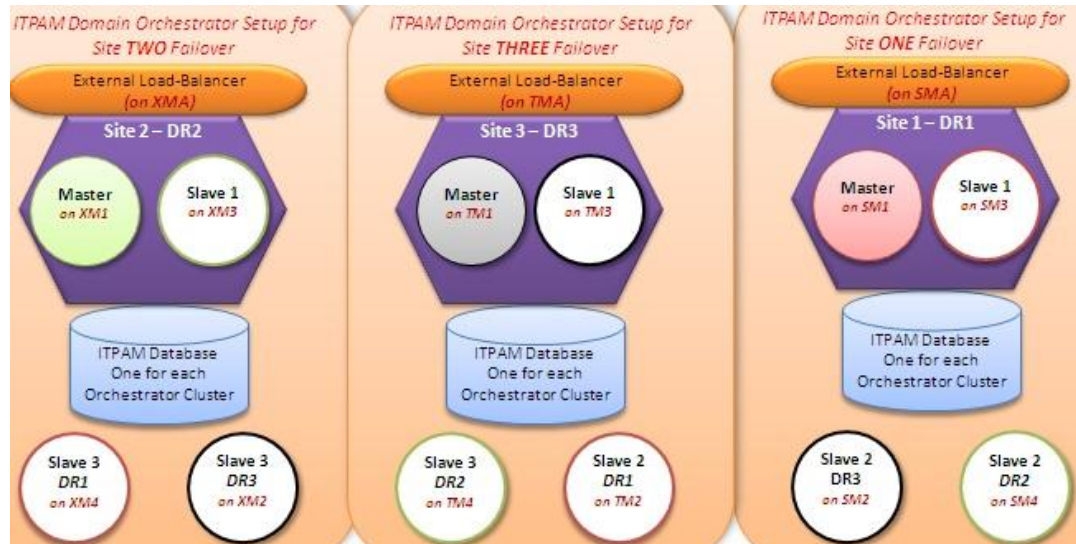 ITPAM Domain Orchestrator Setup for
Site TWO Failover
External Load-Balancer
(on XMA)
Site 2 – DR2
Master
on XM1
Slave 1
on XM3
ITPAM Database
One for each
Orchestrator Cluster
Slave 3
DR1
on XM4
Slave 3
DR3
on XM2
ITPAM Domain Orchestrator Setup for
Site THREE Failover
External Load-Balancer
(on TMA)
Site 3 – DR3
Master
on TM1
Slave 1
on TM3
ITPAM Database
One for each
Orchestrator Cluster
Slave 3
DR2
on TM4
Slave 2
DR1
on TM2
ITPAM Domain Orchestrator Setup for
Site ONE Failover
External Load-Balancer
(on SMA)
Site 1 – DR1
Master
on SM1
Slave 1
on SM3
ITPAM Database
One for each
Orchestrator Cluster
Slave 2
DR3
on SM2
Slave 2
DR2
on SM4